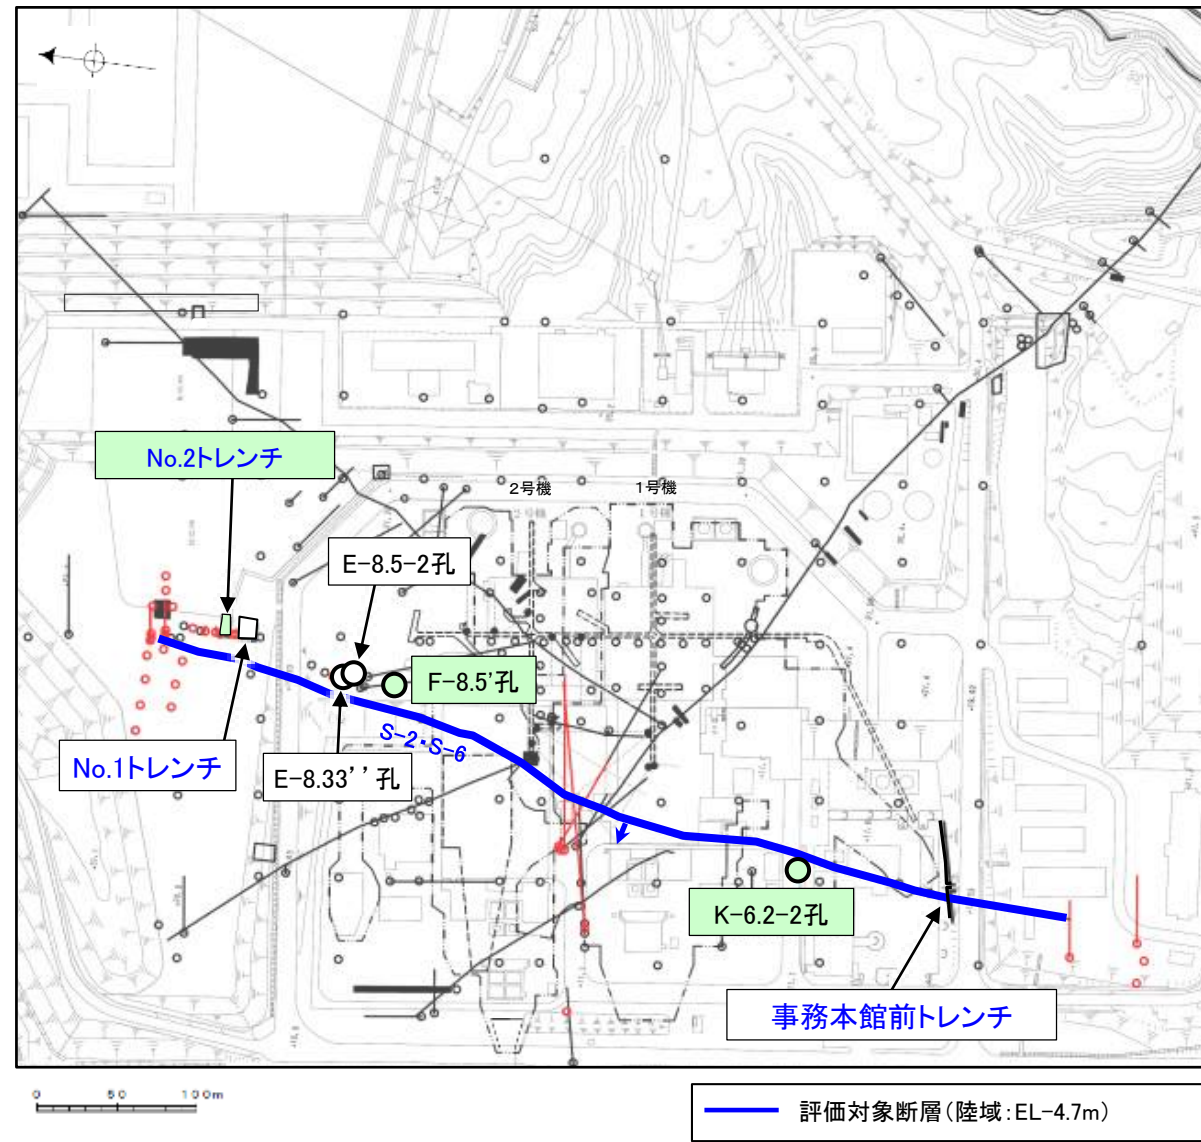 No.2トレンチ
2号機
1号機
E-8.5-2孔
F-8.5'孔
S-2・S-6
No.1トレンチ
E-8.33''孔
K-6.2-2孔
事務本館前トレンチ
0 50 100m
評価対象断層(陸域:EL-4.7m)